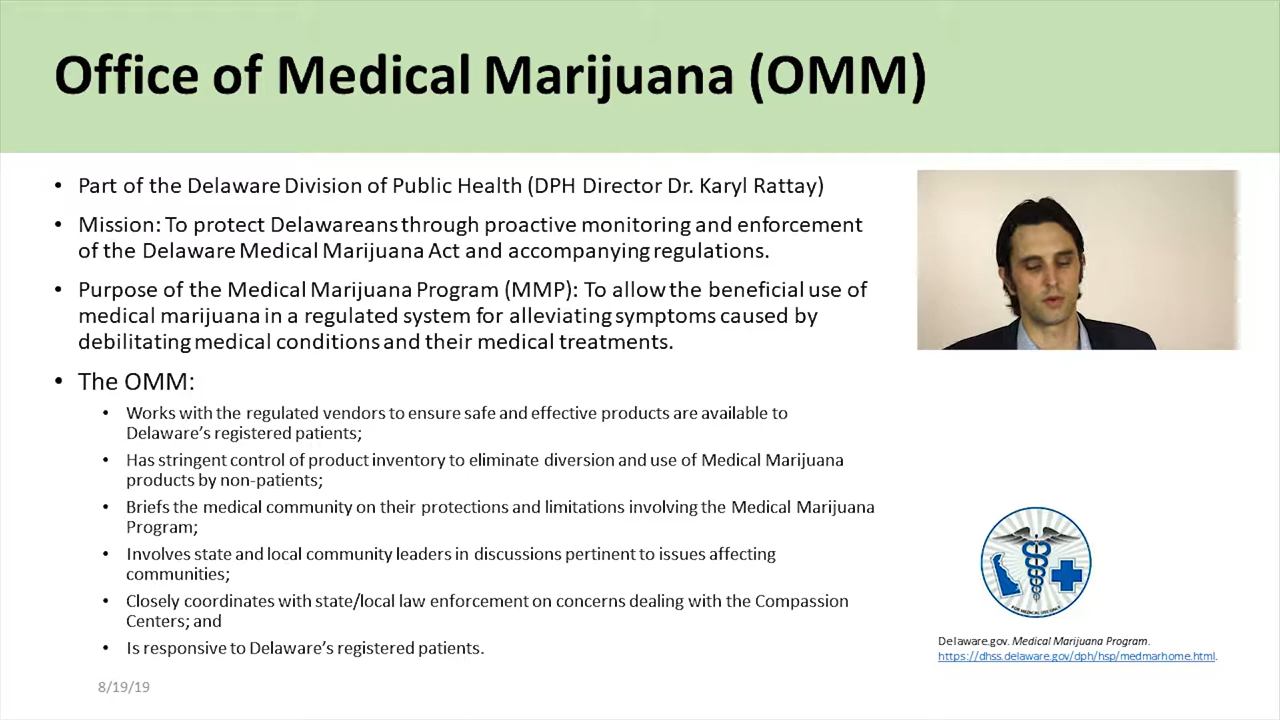 Office of Medical Marijuana (OMM)
• Part of the Delaware Division of Public Health (DPH Director Dr. Karyl Rattay)
• Mission: To protect Delawareans through proactive monitoring and enforcement
of the Delaware Medical Marijuana Act and accompanying regulations.
• Purpose of the Medical Marijuana Program (MMP): To allow the beneficial use of
medical marijuana in a regulated system for alleviating symptoms caused by
debilitating medical conditions and their medical treatments.
• The OMM:
• Works with the regulated vendors to ensure safe and effective products are available to
Delaware’s registered patients;
• Has stringent control of product inventory to eliminate diversion and use of Medical Marijuana
products by non-patients;
• Briefs the medical community on their protections and limitations involving the Medical Marijuana
Program;
• Involves state and local community leaders in discussions pertinent to issues affecting
communities;
• Closely coordinates with state/local law enforcement on concerns dealing with the Compassion
Centers; and
• Is responsive to Delaware’s registered patients.
FOR MEDICAL USE ONLY
Delaware.gov. Medical Marijuana Program.
https://dhss.delaware.gov/dph/hsp/medmarhome.html.
8/19/19